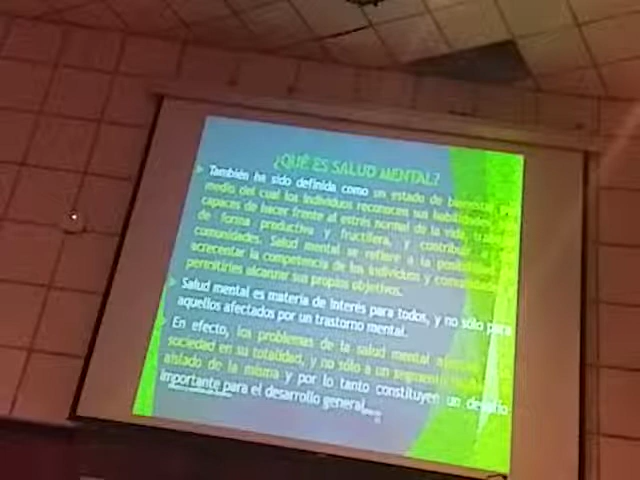 ¿QUÉ ES SALUD MENTAL?
También ha sido definida como un estado de bienestar
medio del cual los individuos reconocen sus habilidades,
capaces de hacer frente al estrés normal de la vida,
de forma productiva y fructífera, y contribuir
comunidades. Salud mental se refiere a la posibilidad
acrecentar la competencia de los individuos y comunidades
permitirles alcanzar sus propios objetivos.
Salud mental es materia de interés para todos, y no sólo para
aquellos afectados por un trastorno mental.
En efecto, los problemas de la salud mental
sociedad en su totalidad, y no sólo a un segmento
aislado de la misma y por lo tanto constituyen un desafío
importante para el desarrollo general